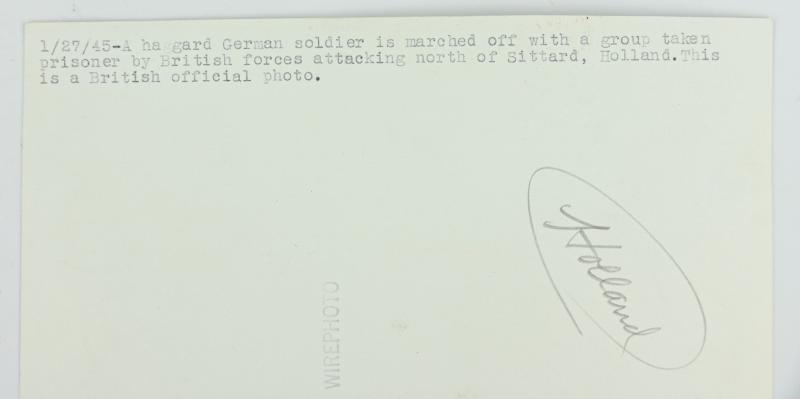 1/27/45-A haggard German soldier is marched off with a group taken
prisoner by British forces attacking north of Sittard, Holland.This
is a British official photo.
Holland
WIREPHOTO